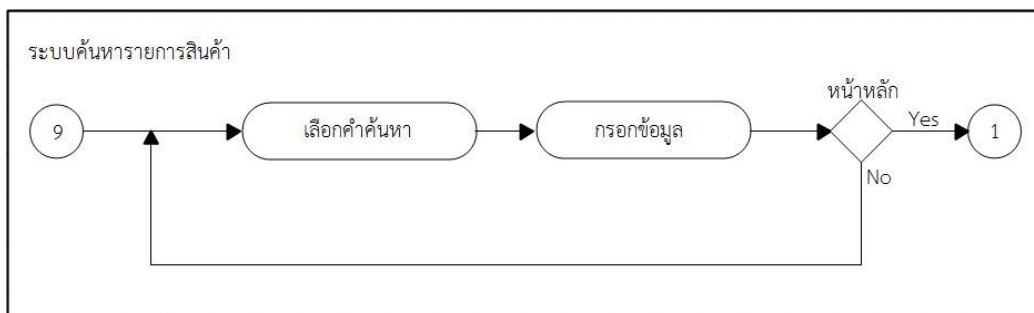 ระบบค้นหารายการสินค้า
หน้าหลัก
9
เลือกคำค้นหา
กรอกข้อมูล
Yes
1
No